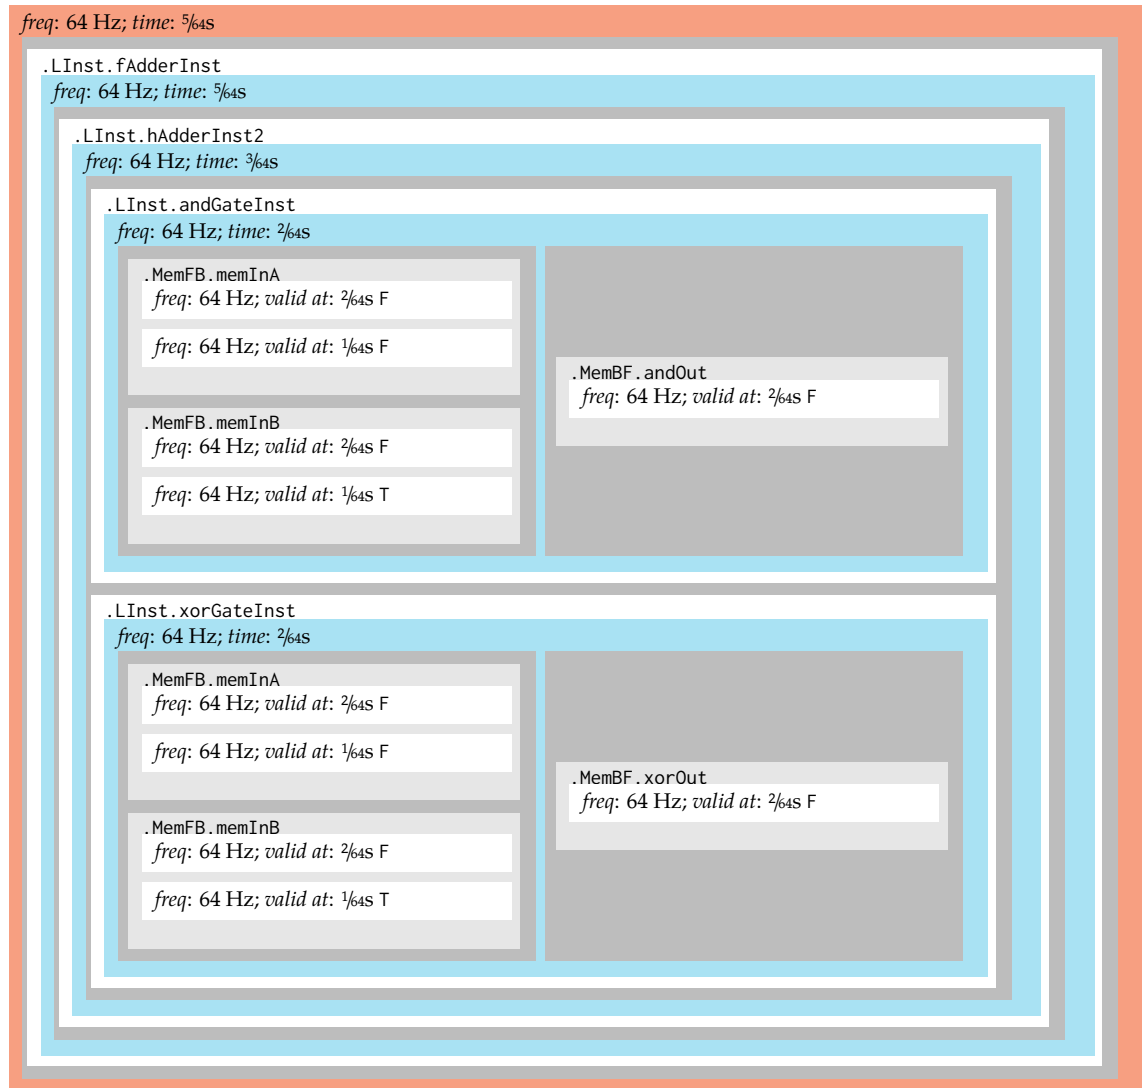 freq: 64 Hz; time: 5/64s
.LInst.fAdderInst
freq: 64 Hz; time: 5/64s
.LInst.hAdderInst2
freq: 64 Hz; time: 3/64s
.LInst.andGateInst
freq: 64 Hz; time: 2/64s
.MemFB.memInA
freq: 64 Hz; valid at: 2/64s F
freq: 64 Hz; valid at: 1/64s F
.MemFB.memInB
freq: 64 Hz; valid at: 2/64s F
freq: 64 Hz; valid at: 1/64s T
.MemBF.andOut
freq: 64 Hz; valid at: 2/64s F
.LInst.xorGateInst
freq: 64 Hz; time: 2/64s
.MemFB.memInA
freq: 64 Hz; valid at: 2/64s F
freq: 64 Hz; valid at: 1/64s F
.MemFB.memInB
freq: 64 Hz; valid at: 2/64s F
freq: 64 Hz; valid at: 1/64s T
.MemBF.xorOut
freq: 64 Hz; valid at: 2/64s F